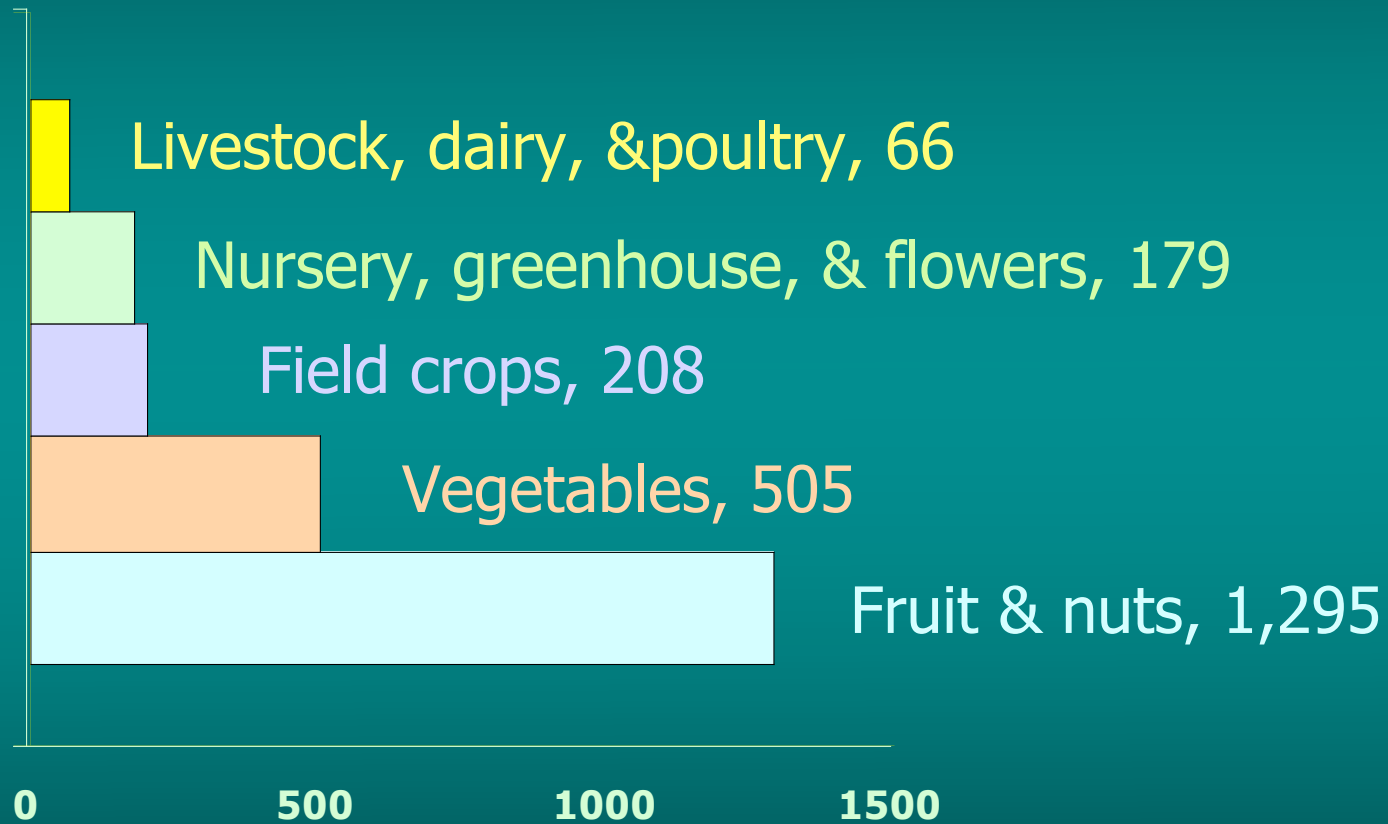 Livestock, dairy, &poultry, 66
Nursery, greenhouse, & flowers, 179
Field crops, 208
Vegetables, 505
Fruit & nuts, 1,295
0 500 1000 1500